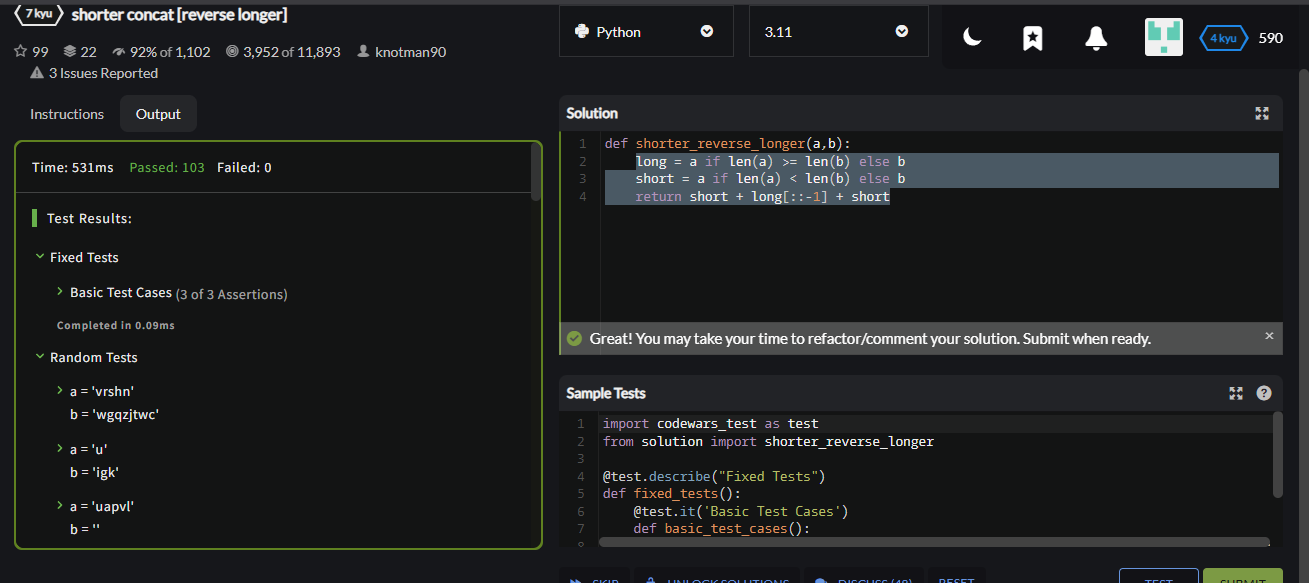 7 kyu shorter concat [reverse longer]
99 22 92% of 1,102 3,952 of 11,893 knotman90
3 Issues Reported
Python
3.11
4 kyu 590
Instructions Output
Time: 531ms Passed: 103 Failed: 0
Test Results:
Fixed Tests
Basic Test Cases (3 of 3 Assertions)
Completed in 0.09ms
Random Tests
a = 'vrshn'
b = 'wgqzjtwc'
a = 'u'
b = 'igk'
a = 'uapvl'
b = ''
Solution
1 def shorter_reverse_longer(a,b):
2 long = a if len(a) >= len(b) else b
3 short = a if len(a) < len(b) else b
4 return short + long[::-1] + short
Great! You may take your time to refactor/comment your solution. Submit when ready.
Sample Tests
1 import codewars_test as test
2 from solution import shorter_reverse_longer
3
4 @test.describe("Fixed Tests")
5 def fixed_tests():
6 @test.it('Basic Test Cases')
7 def basic_test_cases():
SKIP UNLOCK SOLUTIONS DISCUSS (40) RESET TEST SUBMIT